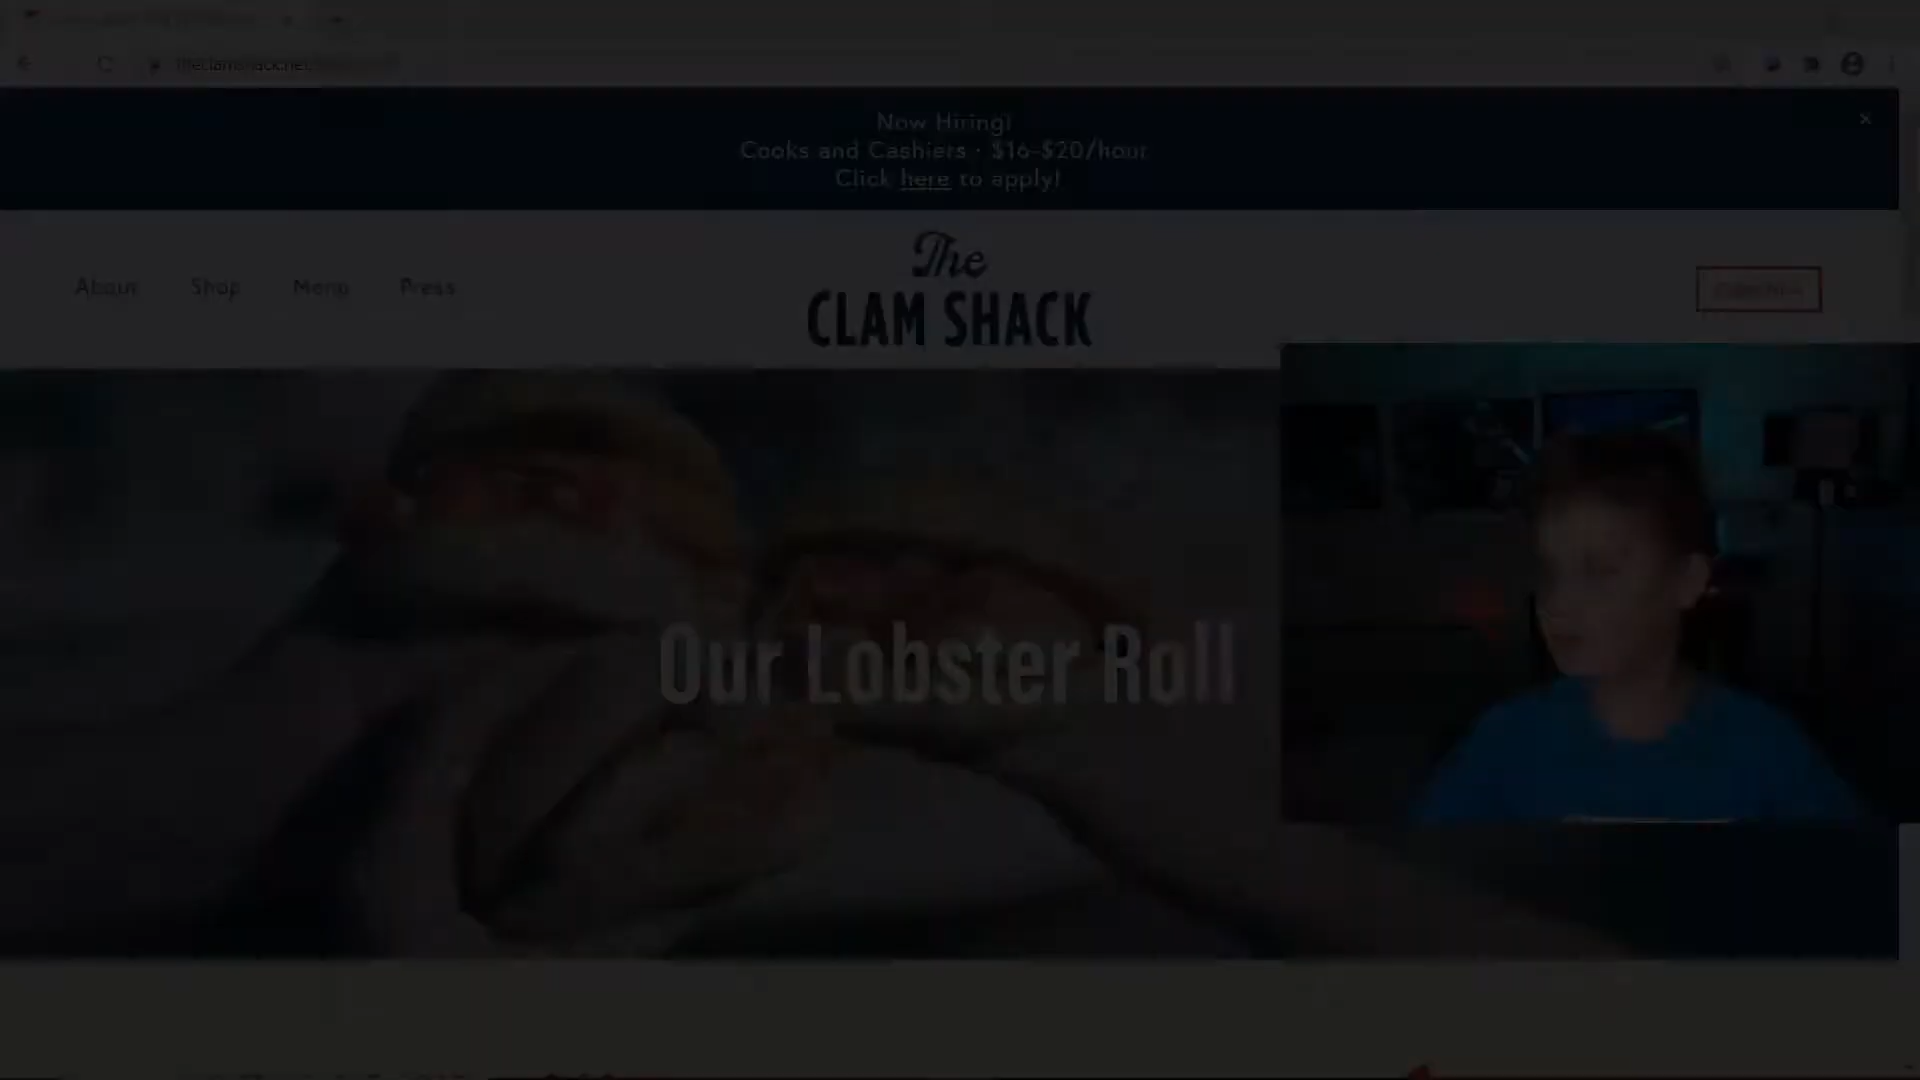 Now Hiring!
Cooks and Cashiers · $16-$20/hour
Click here to apply!
About Shop Menu Press
The
CLAM SHACK
Our Lobster Roll